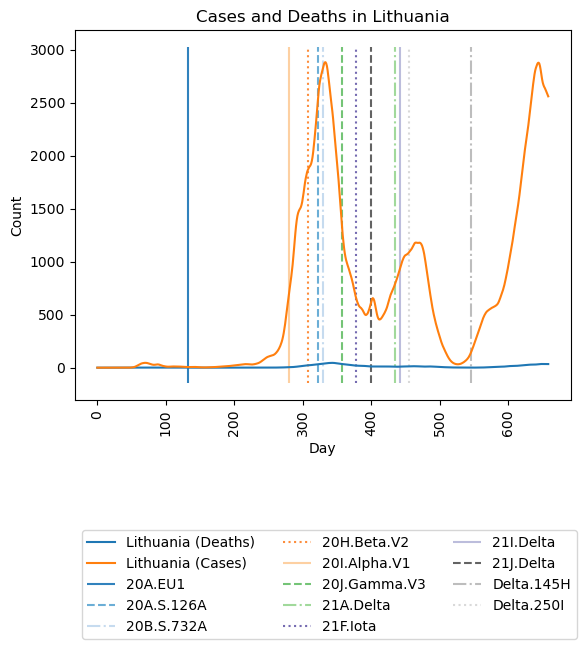 Cases and Deaths in Lithuania
3000
2500
2000
1500
1000
500
0
Count
0
100
200
300
400
500
600
Day
Lithuania (Deaths)
Lithuania (Cases)
20A.EU1
20A.S.126A
20B.S.732A
20H.Beta.V2
20I.Alpha.V1
20J.Gamma.V3
21A.Delta
21F.Iota
21I.Delta
21J.Delta
Delta.145H
Delta.250I